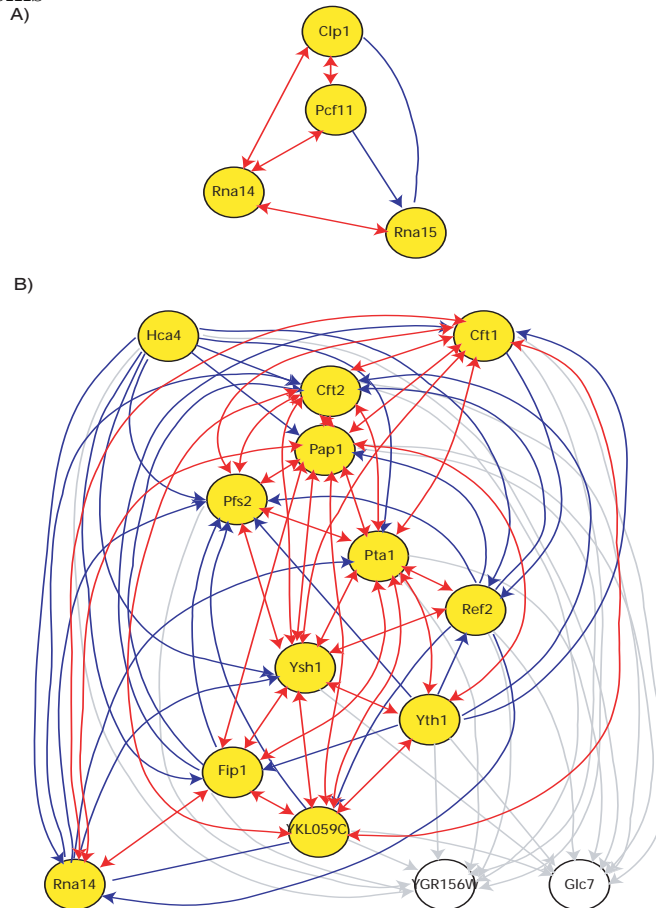 A)
Clp1
Pcf11
Rna14
Rna15
B)
Hca4
Cft1
Cft2
Pap1
Pfs2
Pta1
Ref2
Ysh1
Yth1
Fip1
YKL059C
Rna14
YGR156W
Glc7